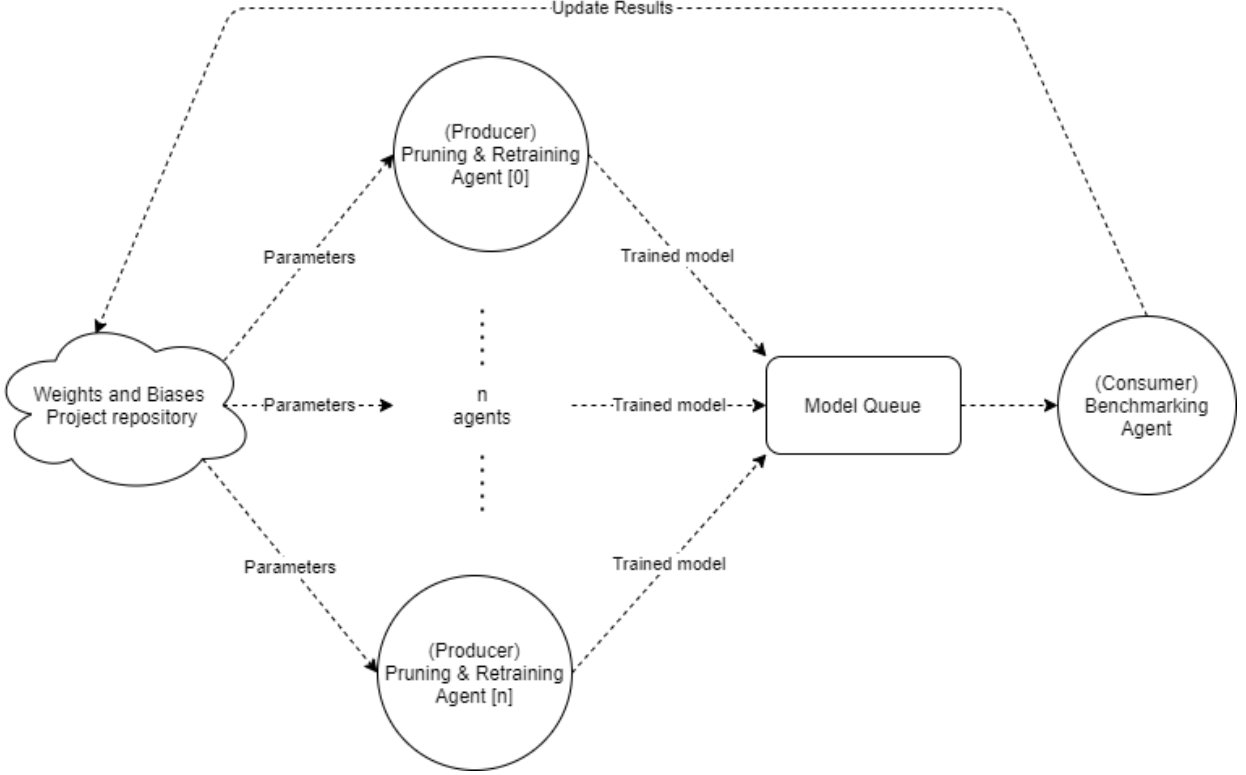 Update Results
(Producer)
Pruning & Retraining
Agent [0]
Parameters
Trained model
Weights and Biases
Project repository
Parameters
n
agents
Trained model
Model Queue
(Consumer)
Benchmarking
Agent
Parameters
Trained model
(Producer)
Pruning & Retraining
Agent [n]